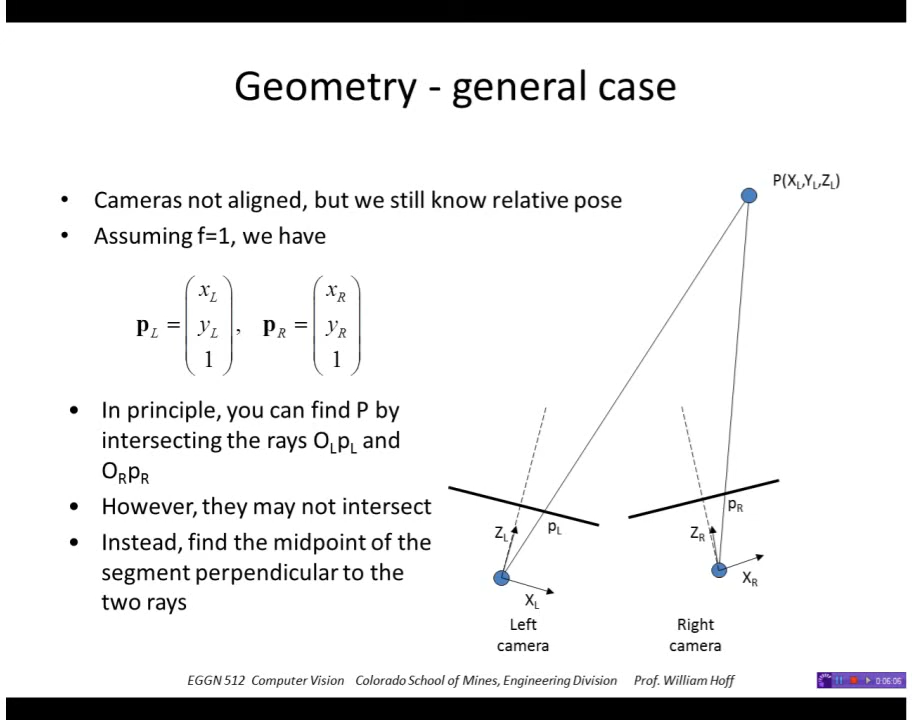 Geometry - general case
• Cameras not aligned, but we still know relative pose
• Assuming f=1, we have
p_L = (x_L y_L 1), p_R = (x_R y_R 1)
• In principle, you can find P by
intersecting the rays O_Lp_L and
O_Rp_R
• However, they may not intersect
• Instead, find the midpoint of the
segment perpendicular to the
two rays
P(X_L,Y_L,Z_L)
Z_L
p_L
X_L
Left
camera
Z_R
p_R
X_R
Right
camera
EGGN 512 Computer Vision Colorado School of Mines, Engineering Division Prof. William Hoff
0:06:06